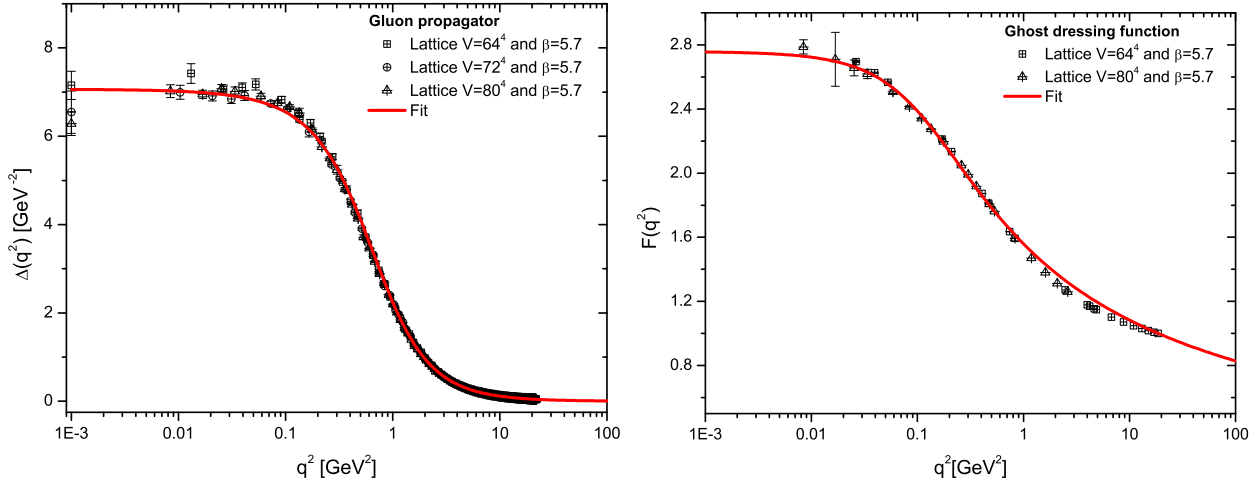 Gluon propagator
Lattice V=64⁴ and β=5.7
Lattice V=72⁴ and β=5.7
Lattice V=80⁴ and β=5.7
Fit
8
6
4
2
0
Δ(q²) [GeV⁻²]
1E-3 0.01 0.1 1 10 100
q² [GeV²]
Ghost dressing function
Lattice V=64⁴ and β=5.7
Lattice V=80⁴ and β=5.7
Fit
2.8
2.4
2.0
1.6
1.2
0.8
F(q²)
1E-3 0.01 0.1 1 10 100
q²[GeV²]